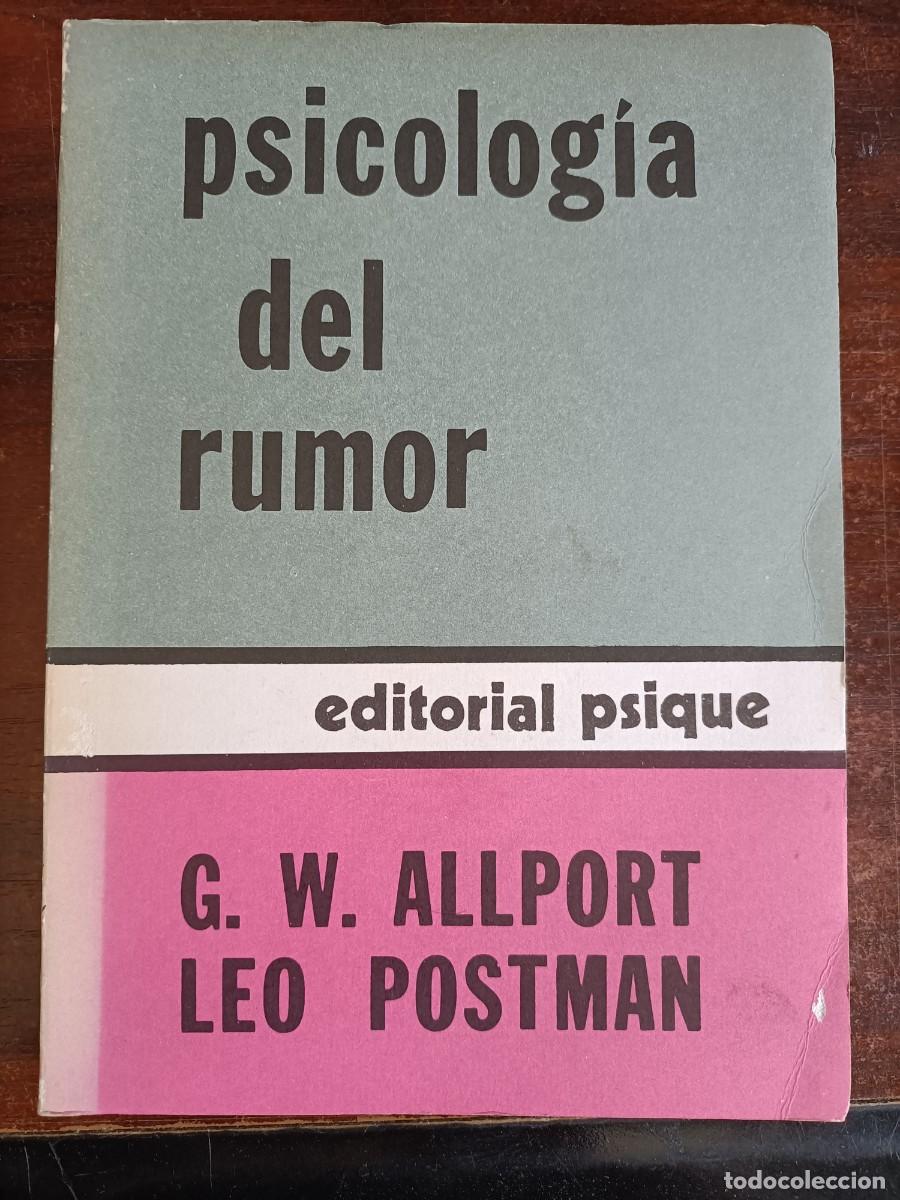 psicología
del
rumor
editorial psique
G. W. ALLPORT
LEO POSTMAN
todocoleccion